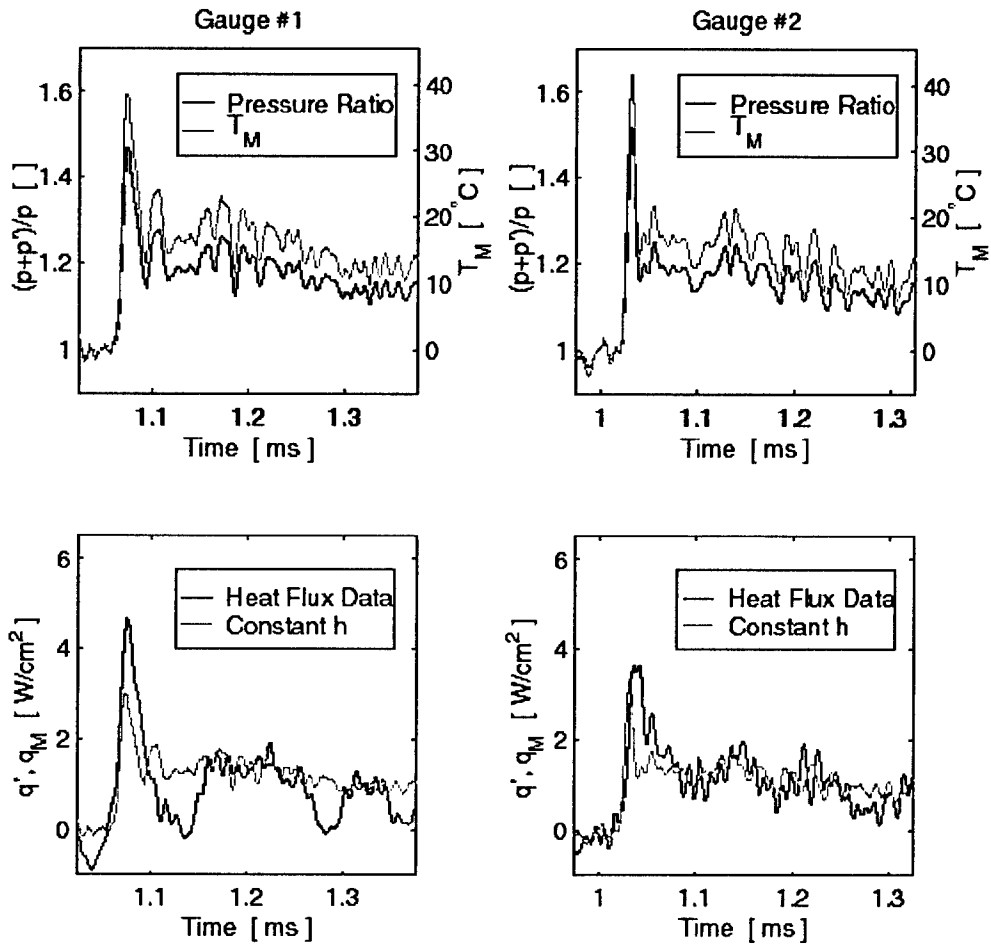 Gauge #1
Gauge #2
(p+p')/p [ ]
1.6
1.4
1.2
1
Pressure Ratio
T_M
40
30
20
10
0
T_M [ °C ]
1.1
1.2
1.3
Time [ ms ]
(p+p')/p [ ]
1.6
1.4
1.2
1
Pressure Ratio
T_M
40
30
20
10
0
T_M [ °C ]
1
1.1
1.2
1.3
Time [ ms ]
q', q_M [ W/cm² ]
6
4
2
0
Heat Flux Data
Constant h
1.1
1.2
1.3
Time [ ms ]
q', q_M [ W/cm² ]
6
4
2
0
Heat Flux Data
Constant h
1
1.1
1.2
1.3
Time [ ms ]